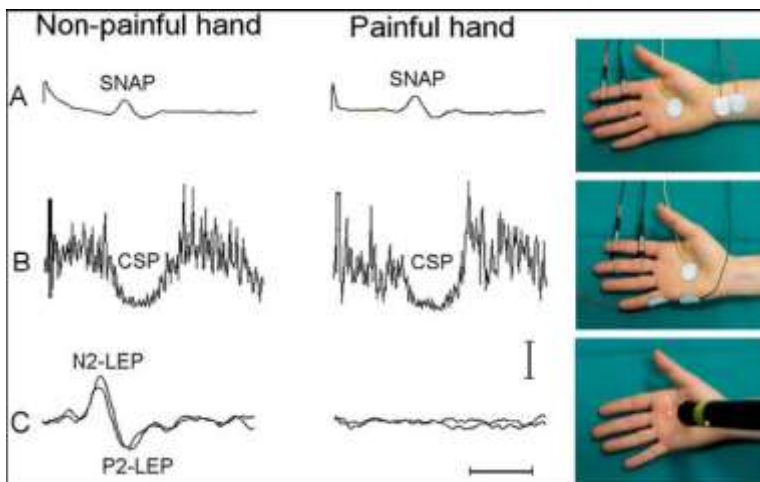 Non-painful hand
Painful hand
A
SNAP
SNAP
B
CSP
CSP
C
N2-LEP
P2-LEP